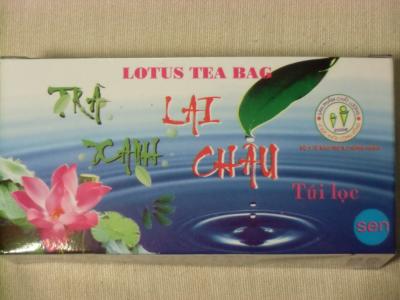 LOTUS TEA BAG
TRÀ
XANH
LAI
CHÂU
Túi lọc
sen